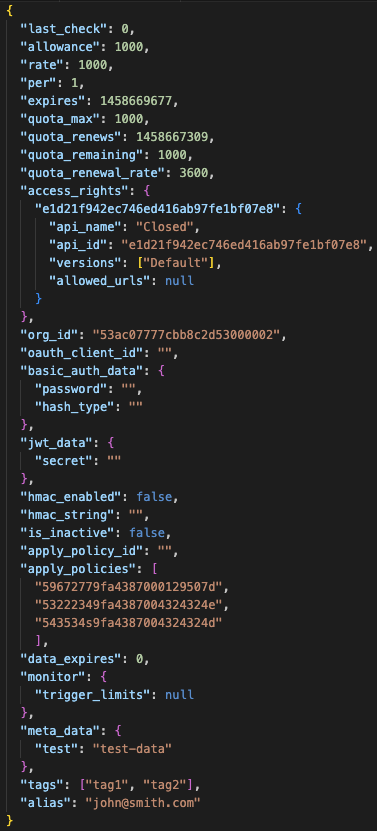 {
  "last_check": 0,
  "allowance": 1000,
  "rate": 1000,
  "per": 1,
  "expires": 1458669677,
  "quota_max": 1000,
  "quota_renews": 1458667309,
  "quota_remaining": 1000,
  "quota_renewal_rate": 3600,
  "access_rights": {
    "e1d21f942ec746ed416ab97fe1bf07e8": {
      "api_name": "Closed",
      "api_id": "e1d21f942ec746ed416ab97fe1bf07e8",
      "versions": ["Default"],
      "allowed_urls": null
    }
  },
  "org_id": "53ac07777cbb8c2d53000002",
  "oauth_client_id": "",
  "basic_auth_data": {
    "password": "",
    "hash_type": ""
  },
  "jwt_data": {
    "secret": ""
  },
  "hmac_enabled": false,
  "hmac_string": "",
  "is_inactive": false,
  "apply_policy_id": "",
  "apply_policies": [
    "59672779fa4387000129507d",
    "53222349fa4387004324324e",
    "543534s9fa4387004324324d"
    ],
  "data_expires": 0,
  "monitor": {
    "trigger_limits": null
  },
  "meta_data": {
    "test": "test-data"
  },
  "tags": ["tag1", "tag2"],
  "alias": "john@smith.com"
}